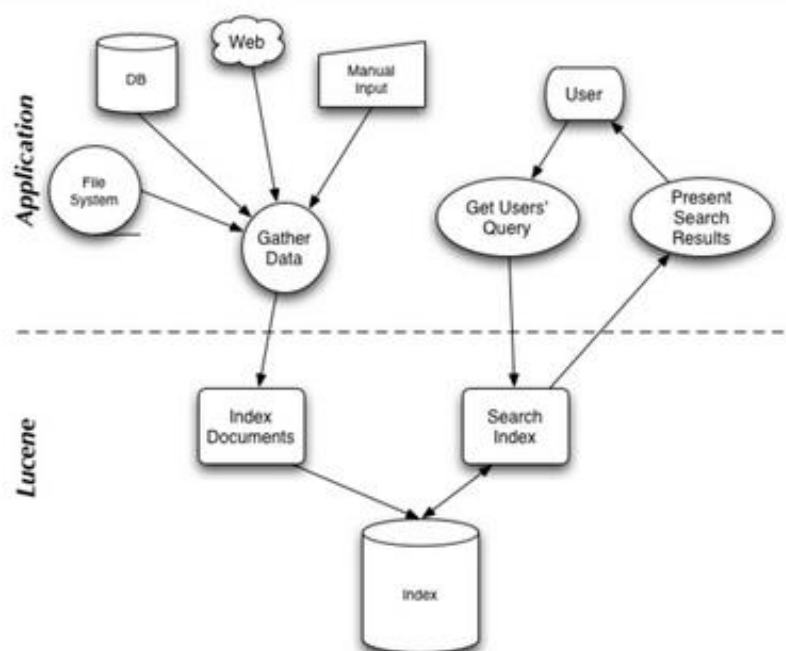 Application
Web
DB
Manual
Input
User
File
System
Gather
Data
Get Users'
Query
Present
Search
Results
Lucene
Index
Documents
Search
Index
Index